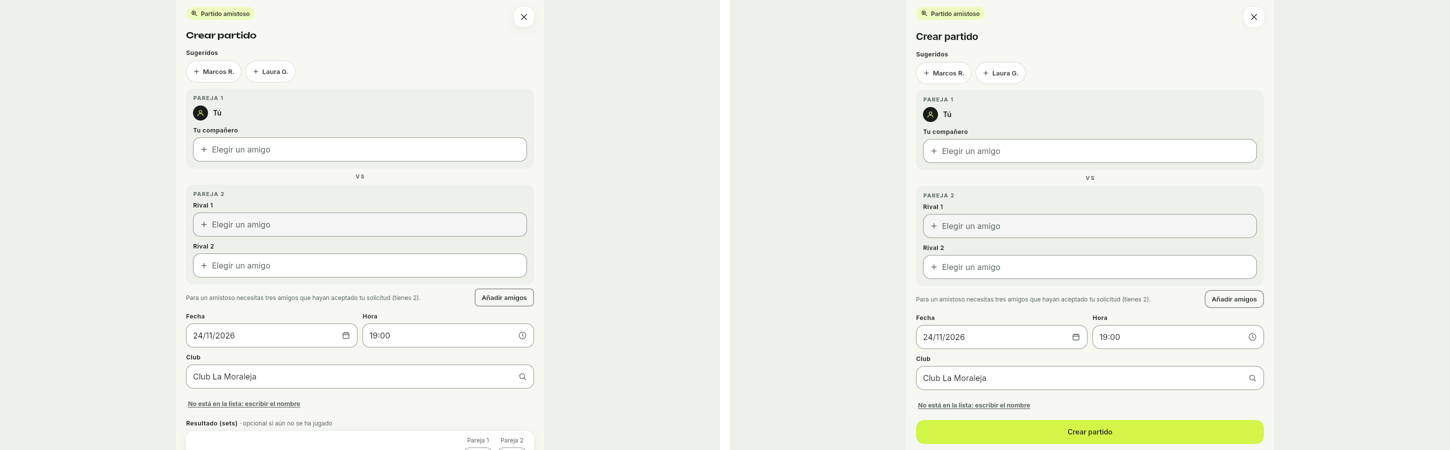 Partido amistoso
Crear partido
Sugeridos
Marcos R.
Laura G.
PAREJA 1
Tú
Tu compañero
Elegir un amigo
VS
PAREJA 2
Rival 1
Elegir un amigo
Rival 2
Elegir un amigo
Para un amistoso necesitas tres amigos que hayan aceptado tu solicitud (tienes 2).
Añadir amigos
Fecha
Hora
24/11/2026
19:00
Club
Club La Moraleja
No está en la lista: escribir el nombre
Resultado (sets) · opcional si aún no se ha jugado
Pareja 1
Pareja 2
Partido amistoso
Crear partido
Sugeridos
Marcos R.
Laura G.
PAREJA 1
Tú
Tu compañero
Elegir un amigo
VS
PAREJA 2
Rival 1
Elegir un amigo
Rival 2
Elegir un amigo
Para un amistoso necesitas tres amigos que hayan aceptado tu solicitud (tienes 2).
Añadir amigos
Fecha
Hora
24/11/2026
19:00
Club
Club La Moraleja
No está en la lista: escribir el nombre
Crear partido